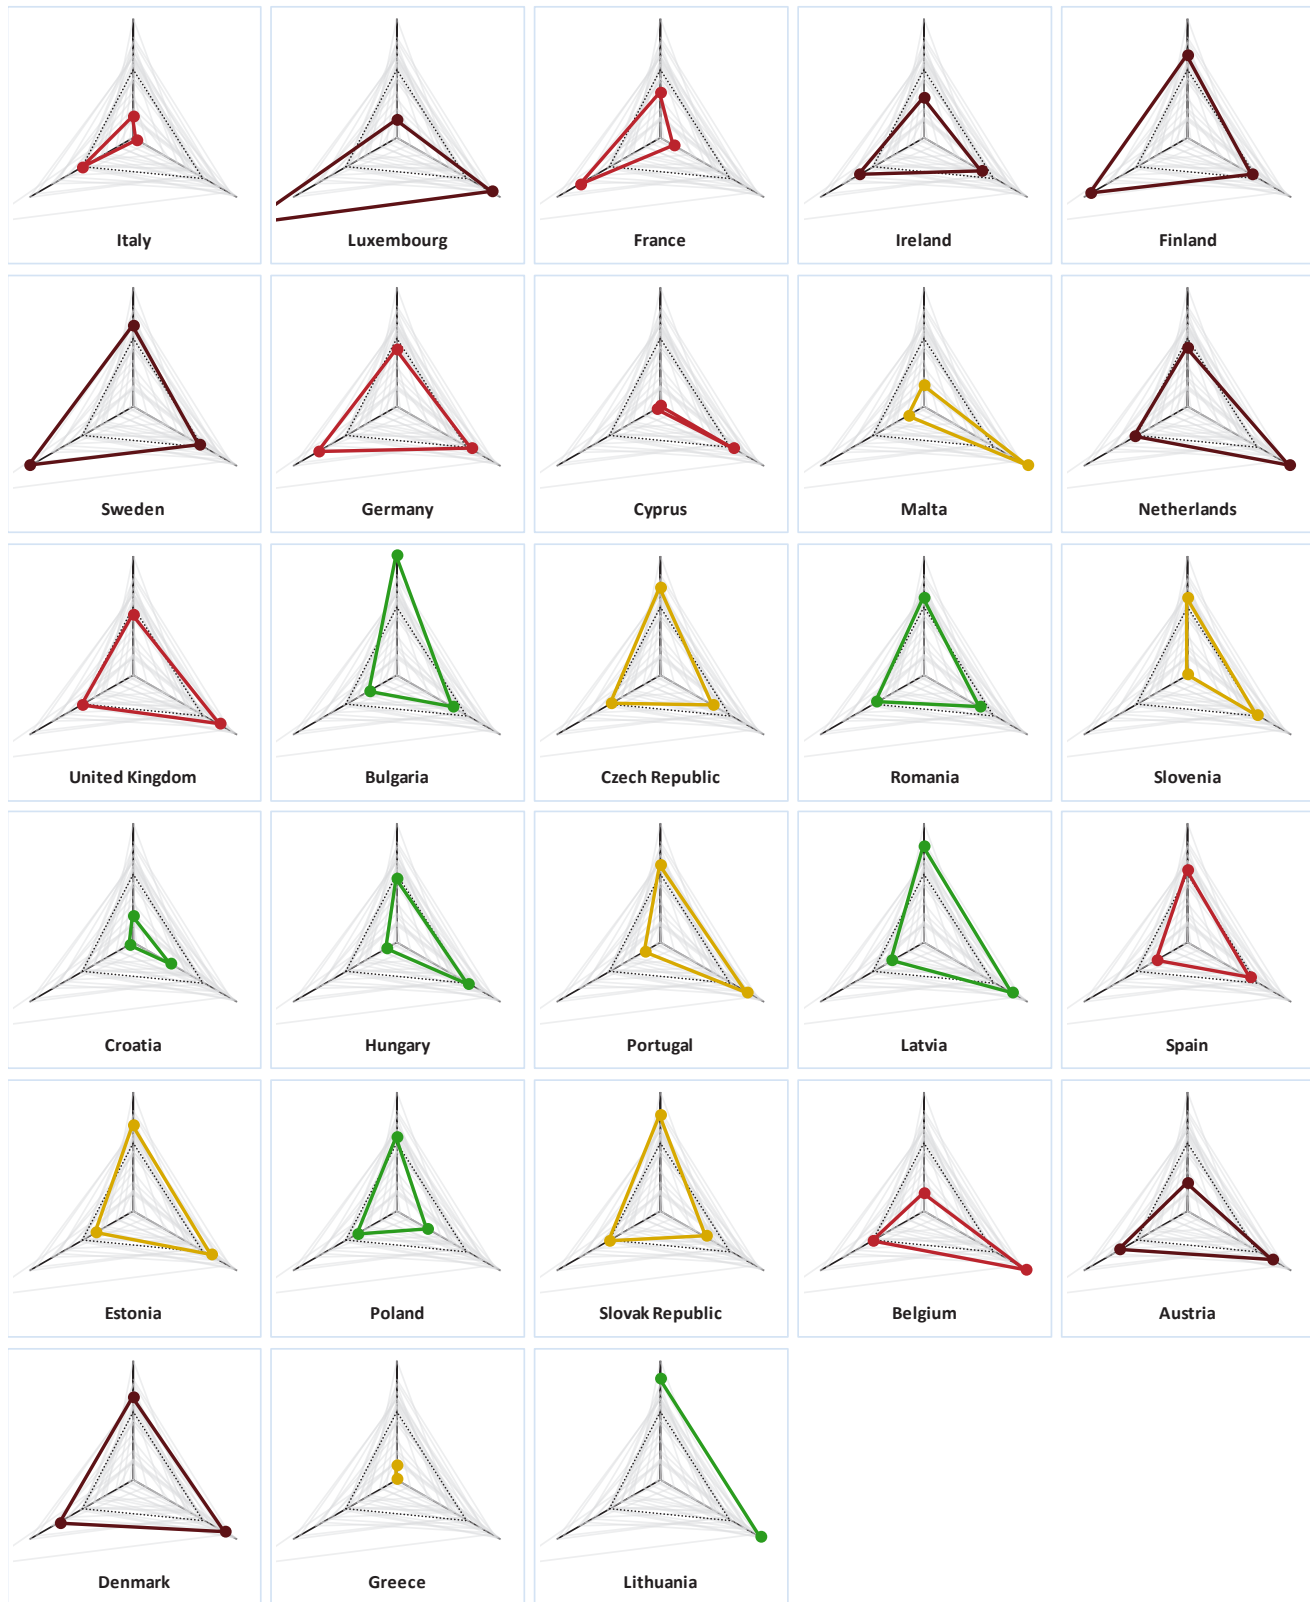 Italy
Luxembourg
France
Ireland
Finland
Sweden
Germany
Cyprus
Malta
Netherlands
United Kingdom
Bulgaria
Czech Republic
Romania
Slovenia
Croatia
Hungary
Portugal
Latvia
Spain
Estonia
Poland
Slovak Republic
Belgium
Austria
Denmark
Greece
Lithuania